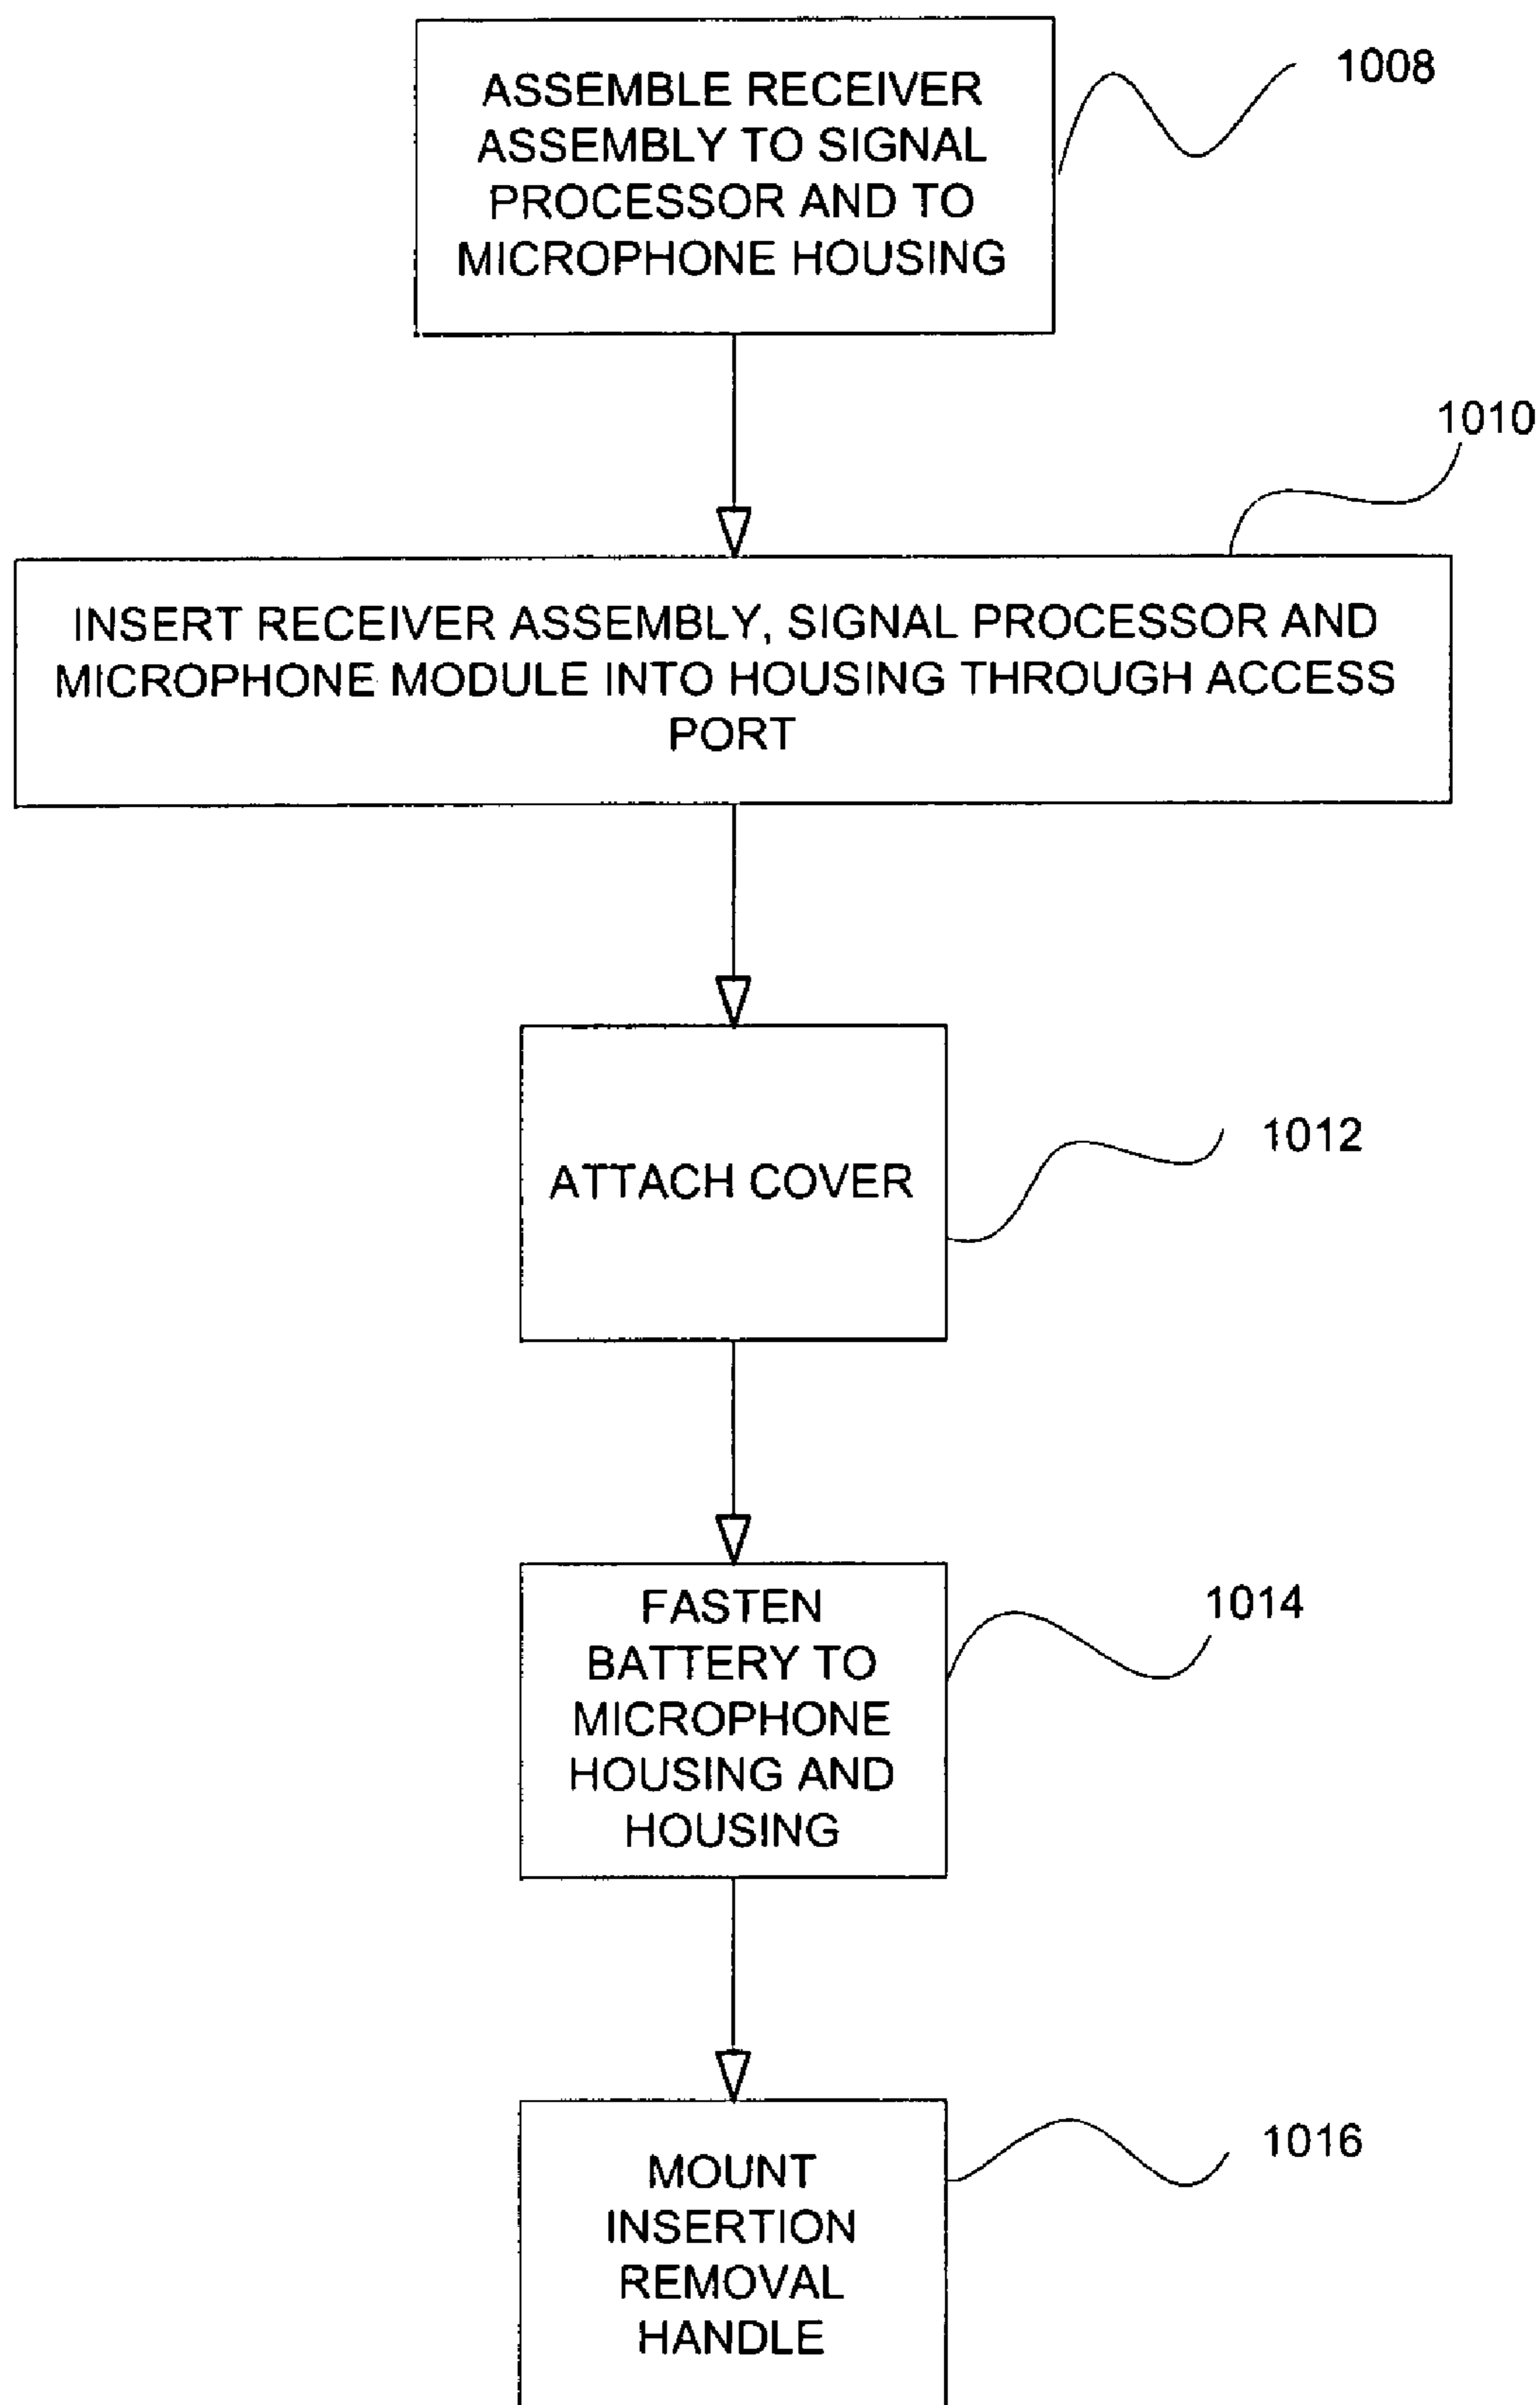 ASSEMBLE RECEIVER
ASSEMBLY TO SIGNAL
PROCESSOR AND TO
MICROPHONE HOUSING
1008
1010
INSERT RECEIVER ASSEMBLY, SIGNAL PROCESSOR AND
MICROPHONE MODULE INTO HOUSING THROUGH ACCESS
PORT
ATTACH COVER
1012
FASTEN
BATTERY TO
MICROPHONE
HOUSING AND
HOUSING
1014
MOUNT
INSERTION
REMOVAL
HANDLE
1016